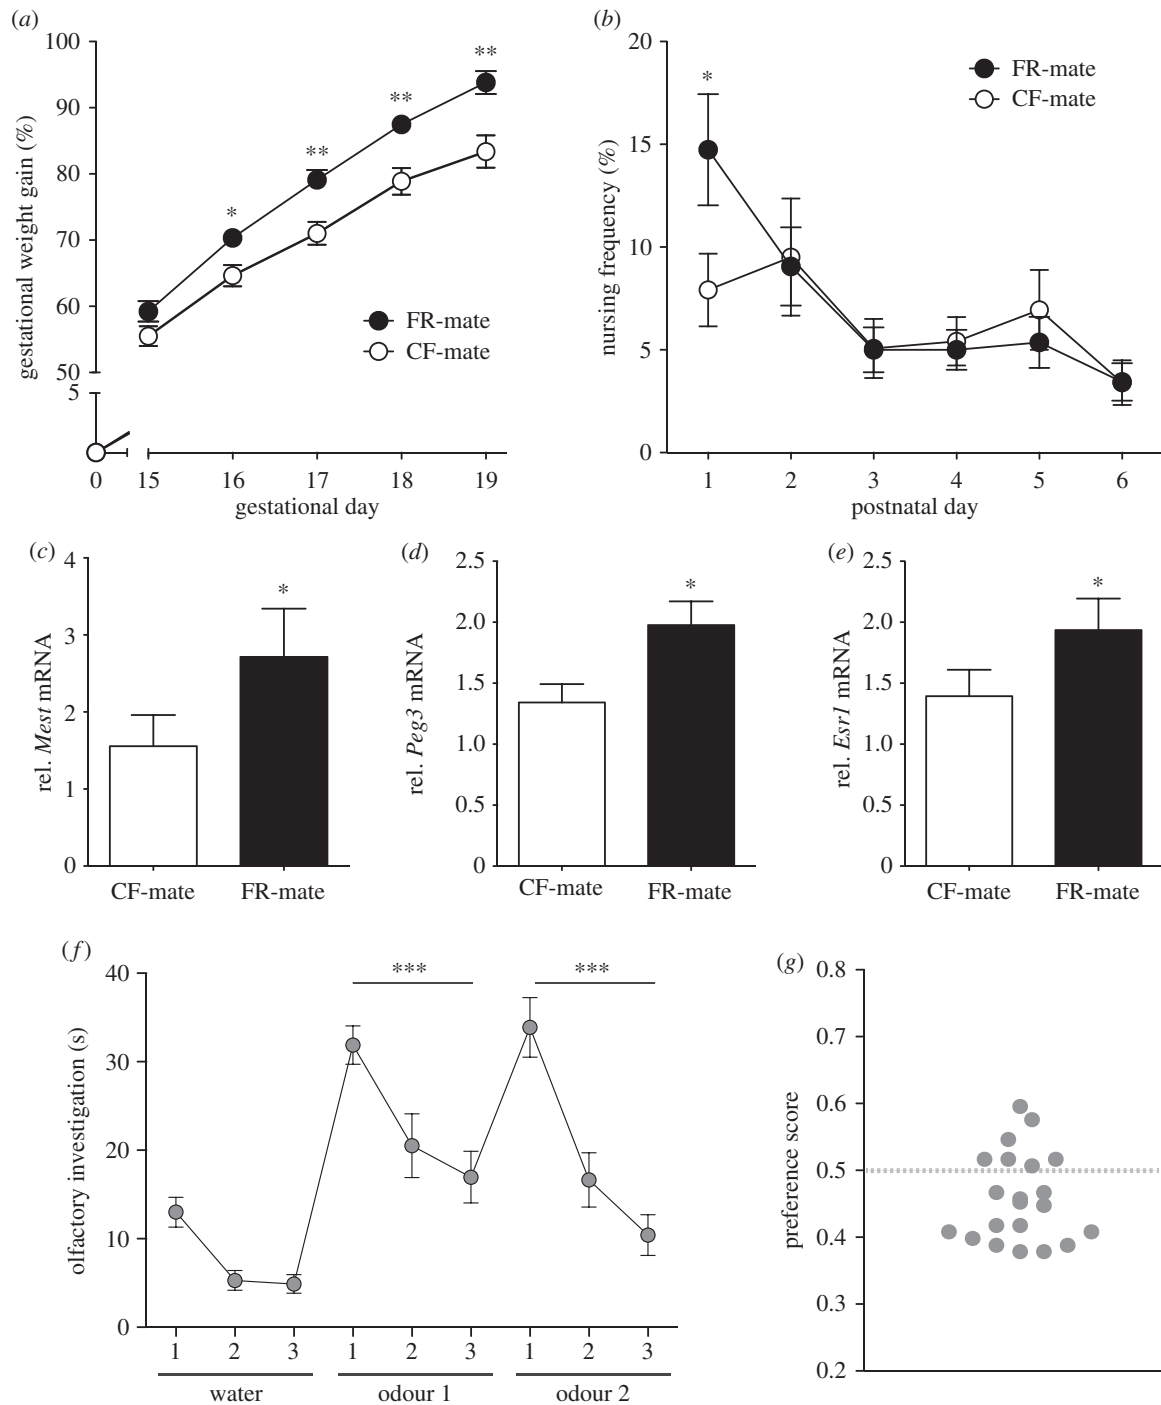 (a)
100
90
80
70
60
50
5
gestational weight gain (%)
**
**
**
*
FR-mate
CF-mate
0 15 16 17 18 19
gestational day
(b)
20
15
10
5
0
nursing frequency (%)
*
FR-mate
CF-mate
1 2 3 4 5 6
postnatal day
(c)
4
3
2
1
0
rel. Mest mRNA
*
CF-mate FR-mate
(d)
2.5
2.0
1.5
1.0
0.5
0
rel. Peg3 mRNA
*
CF-mate FR-mate
(e)
2.5
2.0
1.5
1.0
0.5
0
rel. Esr1 mRNA
*
CF-mate FR-mate
(f)
40
30
20
10
0
olfactory investigation (s)
*** ***
1 2 3 1 2 3 1 2 3
water odour 1 odour 2
(g)
0.8
0.7
0.6
0.5
0.4
0.3
0.2
preference score